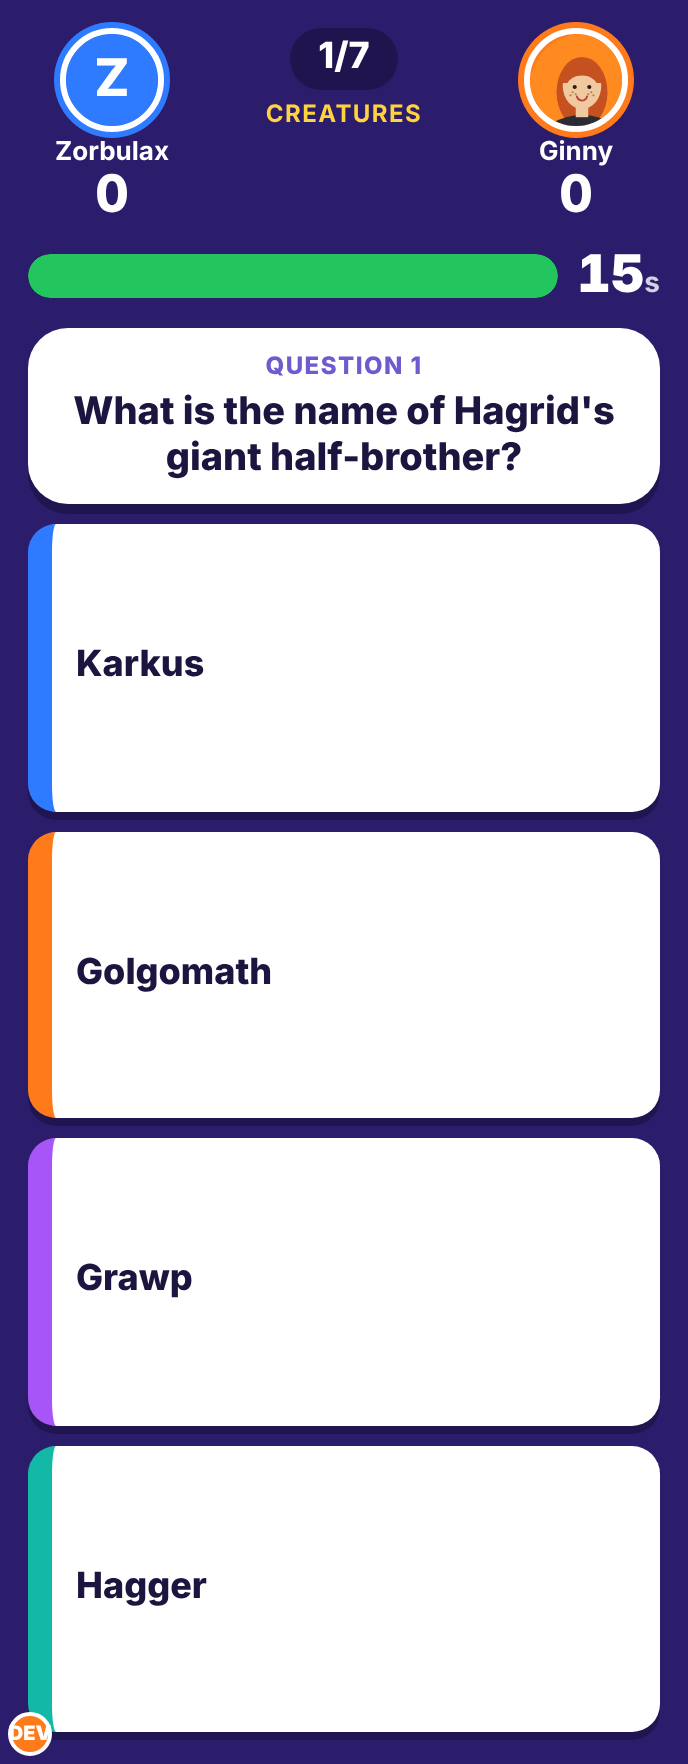 Z
1/7
CREATURES
Zorbulax
Ginny
0
0
15s
QUESTION 1
What is the name of Hagrid's
giant half-brother?
Karkus
Golgomath
Grawp
Hagger
DEV